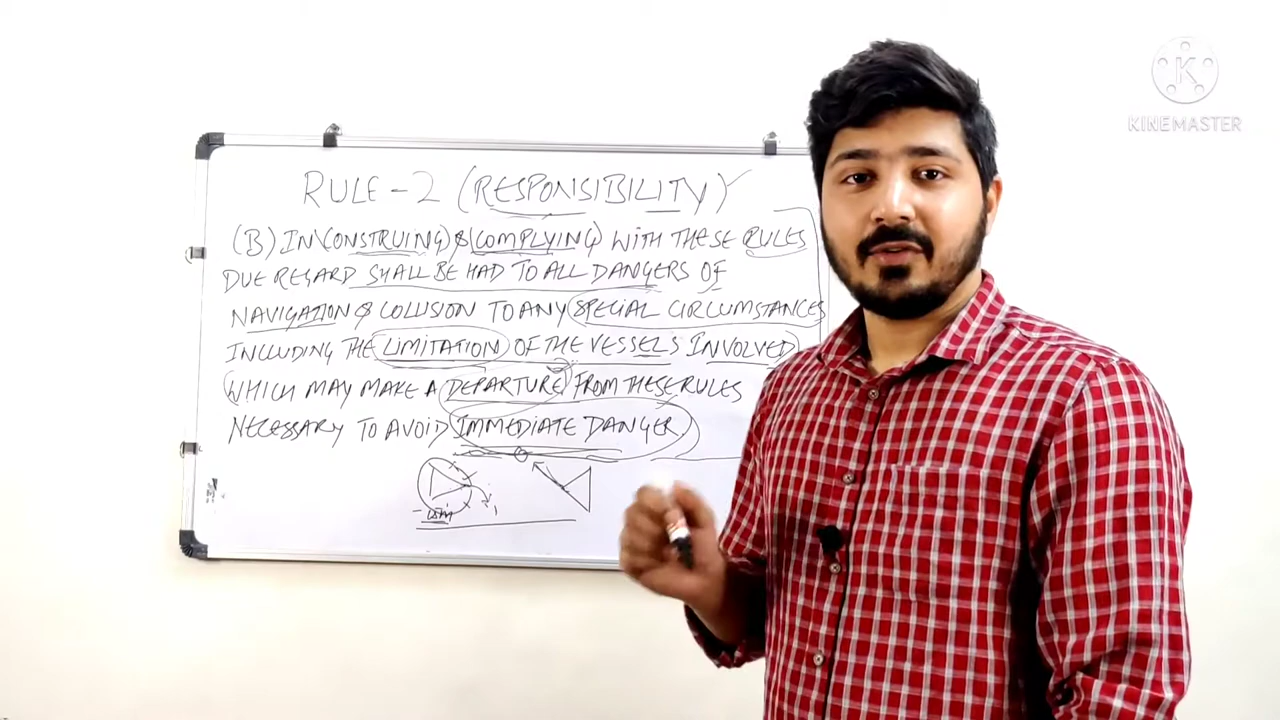 RULE-2 (RESPONSIBILITY)
(B) IN CONSTRUING & COMPLYING WITH THESE RULES
DUE REGARD SHALL BE HAD TO ALL DANGERS OF
NAVIGATION & COLLISION TO ANY SPECIAL CIRCUMSTANCES
INCLUDING THE LIMITATION OF THE VESSELS INVOLVED
WHICH MAY MAKE A DEPARTURE FROM THESE RULES
NECESSARY TO AVOID IMMEDIATE DANGER
K
KINEMASTER